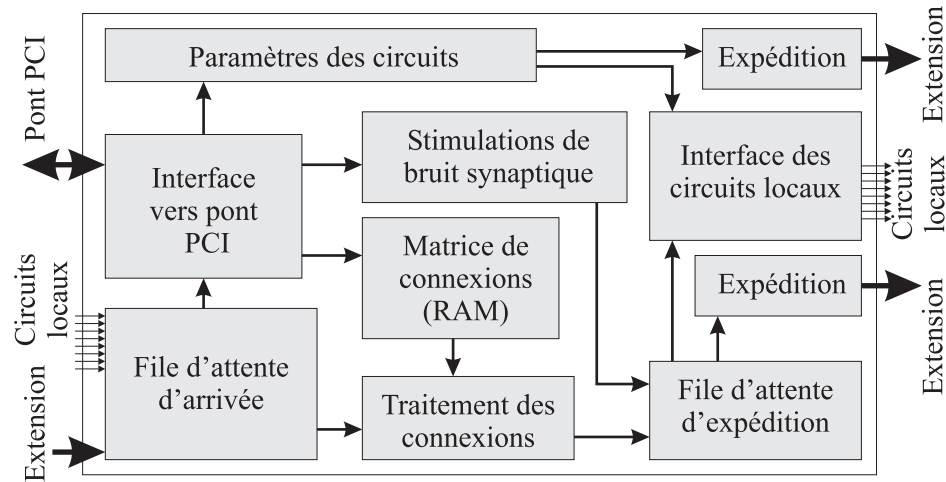 Pont PCI
Paramètres des circuits
Expédition
Extension
Interface
vers pont
PCI
Stimulations de
bruit synaptique
Interface des
circuits locaux
Circuits
locaux
Matrice de
connexions
(RAM)
Expédition
Extension
Circuits
locaux
File d'attente
d'arrivée
Extension
Traitement des
connexions
File d'attente
d'expédition